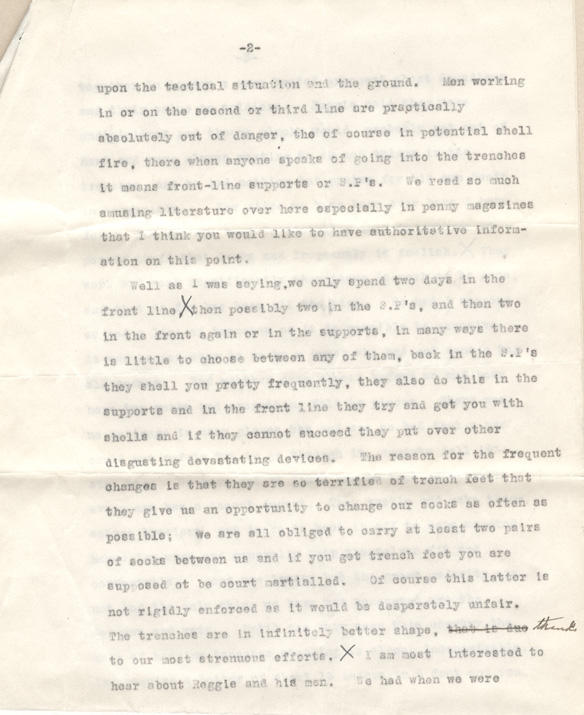 -2-
upon the tactical situation and the ground. Men working
in or on the second or third line are practically
absolutely out of danger, tho of course in potential shell
fire, there when anyone speaks of going into the trenches
it means front-line supports or S.P's. We read so much
amusing literature over here especially in penny magazines
that I think you would like to have authoritative inform-
ation on this point.
Well as I was saying,we only spend two days in the
front line X then possibly two in the S.P's, and then two
in the front again or in the supports, in many ways there
is little to choose between any of them, back in the S.P's
they shell you pretty frequently, they also do this in the
supports and in the front line they try and get you with
shells and if they cannot succeed they put over other
disgusting devastating devices. The reason for the frequent
changes is that they are so terrified of trench feet that
they give us an opportunity to change our socks as often as
possible; we are all obliged to carry at least two pairs
of socks between us and if you get trench feet you are
supposed ot be court martialled. Of course this latter is
not rigidly enforced as it would be desperately unfair.
The trenches are in infinitely better shape, that is due thank
to our most strenuous efforts. X I am most interested to
hear about Reggie and his men. We had when we were